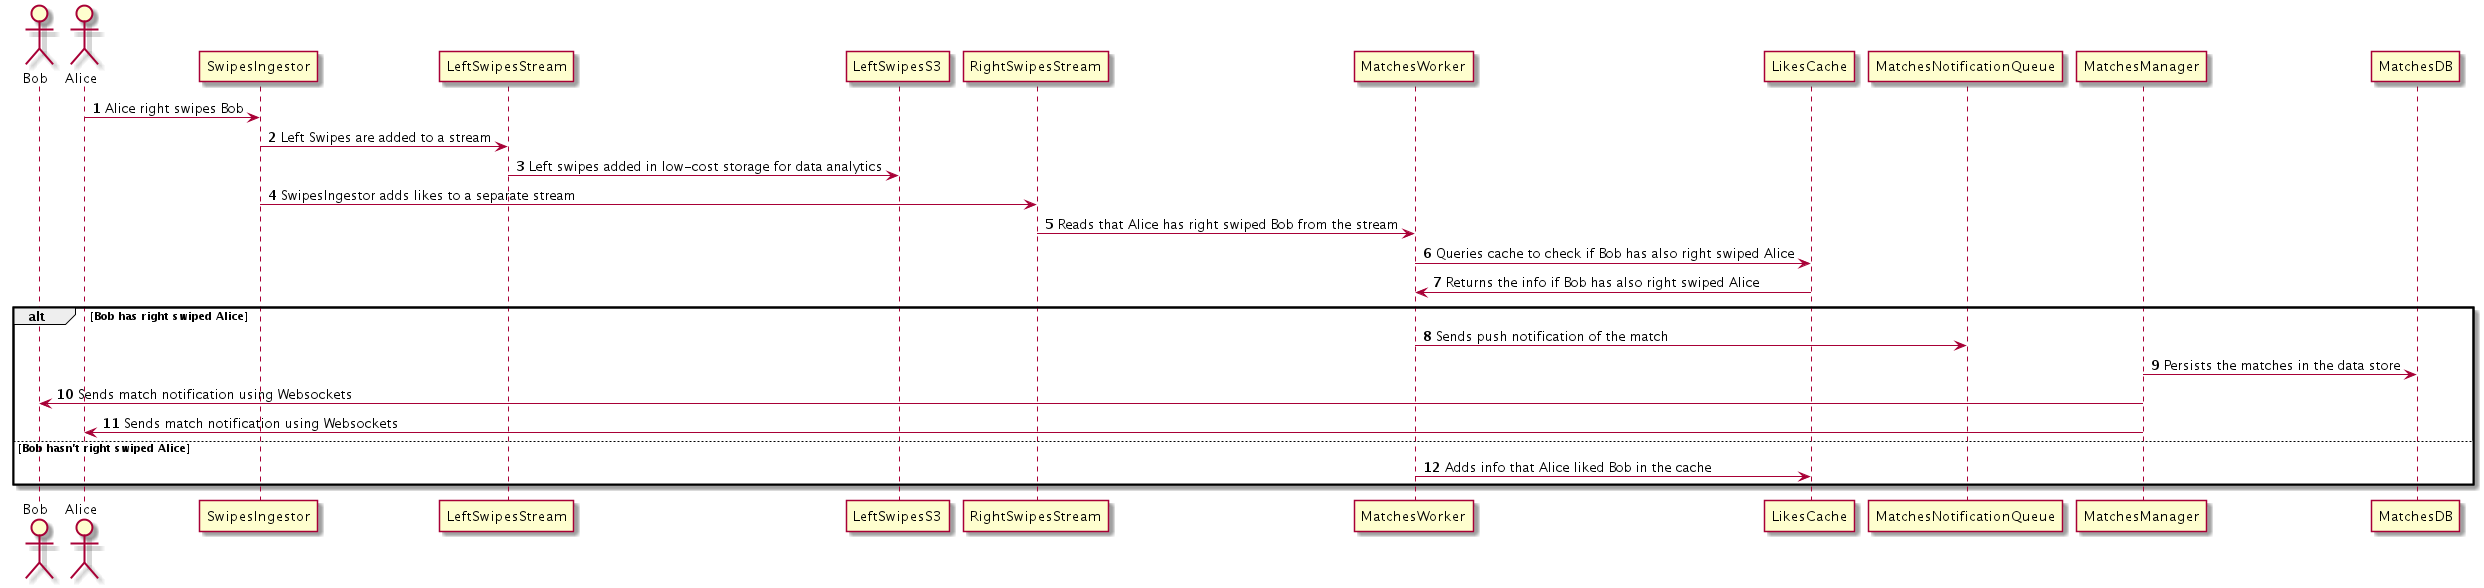 Bob
Alice
SwipesIngestor
LeftSwipesStream
LeftSwipesS3
RightSwipesStream
MatchesWorker
LikesCache
MatchesNotificationQueue
MatchesManager
MatchesDB
1 Alice right swipes Bob
2 Left Swipes are added to a stream
3 Left swipes added in low-cost storage for data analytics
4 SwipesIngestor adds likes to a separate stream
5 Reads that Alice has right swiped Bob from the stream
6 Queries cache to check if Bob has also right swiped Alice
7 Returns the info if Bob has also right swiped Alice
alt [Bob has right swiped Alice]
8 Sends push notification of the match
9 Persists the matches in the data store
10 Sends match notification using Websockets
11 Sends match notification using Websockets
[Bob hasn't right swiped Alice]
12 Adds info that Alice liked Bob in the cache
Bob
Alice
SwipesIngestor
LeftSwipesStream
LeftSwipesS3
RightSwipesStream
MatchesWorker
LikesCache
MatchesNotificationQueue
MatchesManager
MatchesDB